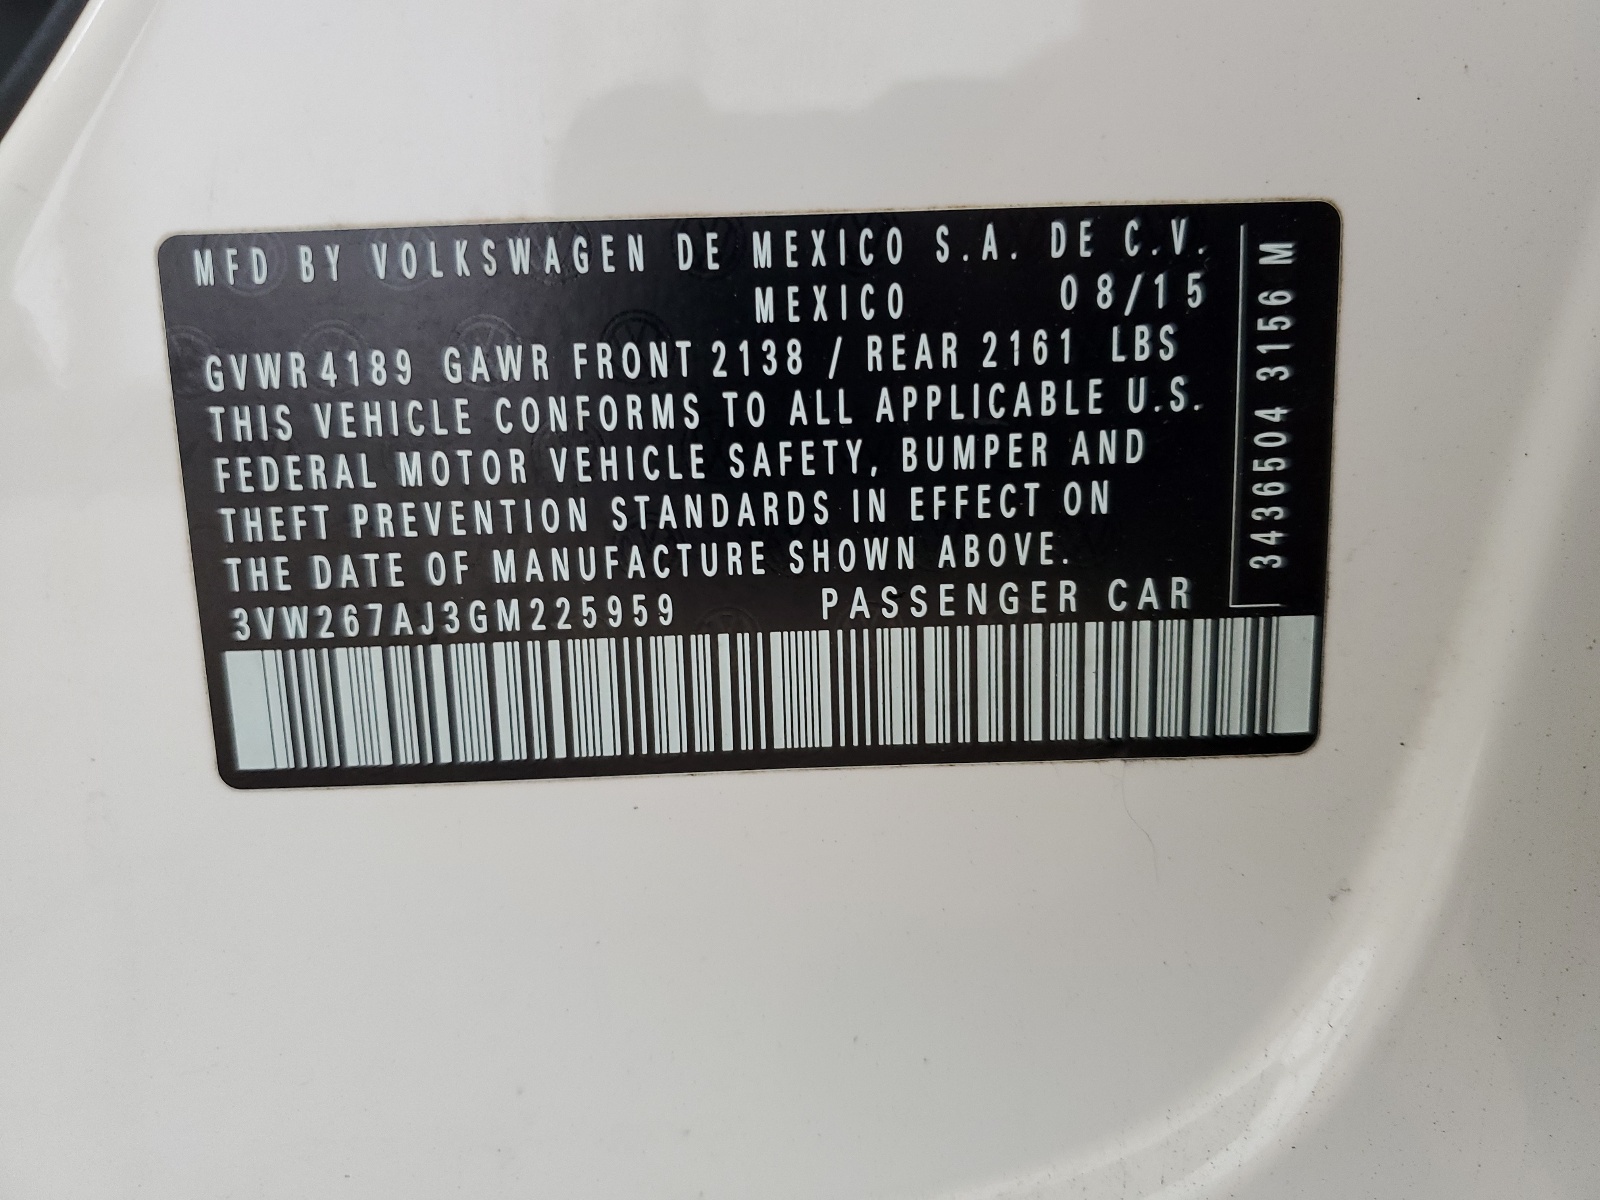 MFD BY VOLKSWAGEN DE MEXICO S.A. DE C.V.
MEXICO 08/15
GVWR 4189 GAWR FRONT 2138 / REAR 2161 LBS
THIS VEHICLE CONFORMS TO ALL APPLICABLE U.S.
FEDERAL MOTOR VEHICLE SAFETY, BUMPER AND
THEFT PREVENTION STANDARDS IN EFFECT ON
THE DATE OF MANUFACTURE SHOWN ABOVE.
3VW267AJ3GM225959 PASSENGER CAR
3436504 3156 M